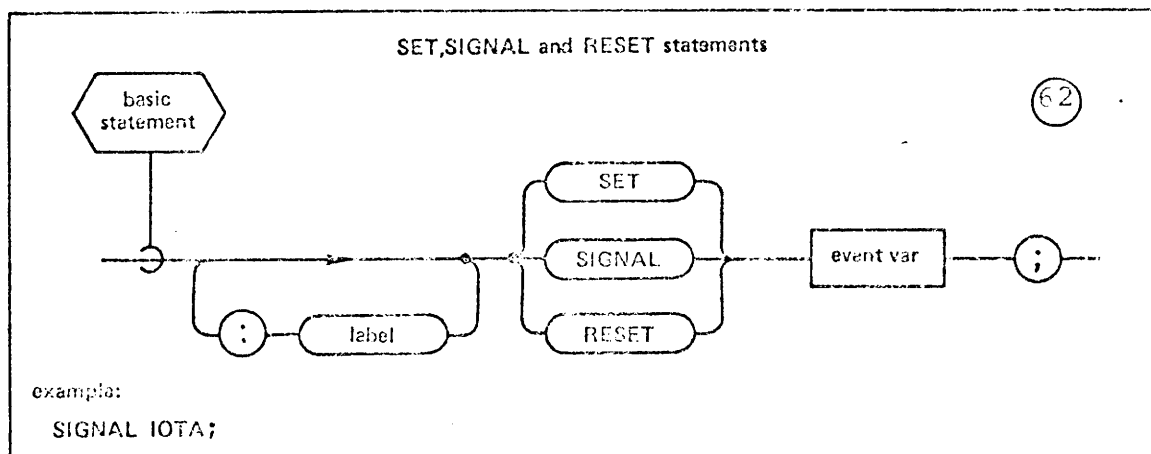 SET,SIGNAL and RESET statements
basic
statement
62
SET
SIGNAL
event var
;
:
label
RESET
example:
SIGNAL IOTA;